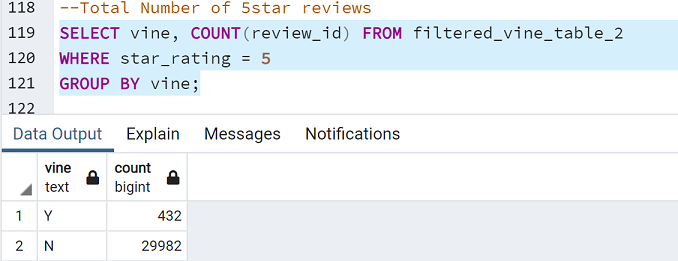 118 --Total Number of 5star reviews
119 SELECT vine, COUNT(review_id) FROM filtered_vine_table_2
120 WHERE star_rating = 5
121 GROUP BY vine;
122
Data Output Explain Messages Notifications
vine count
text bigint
1 Y 432
2 N 29982